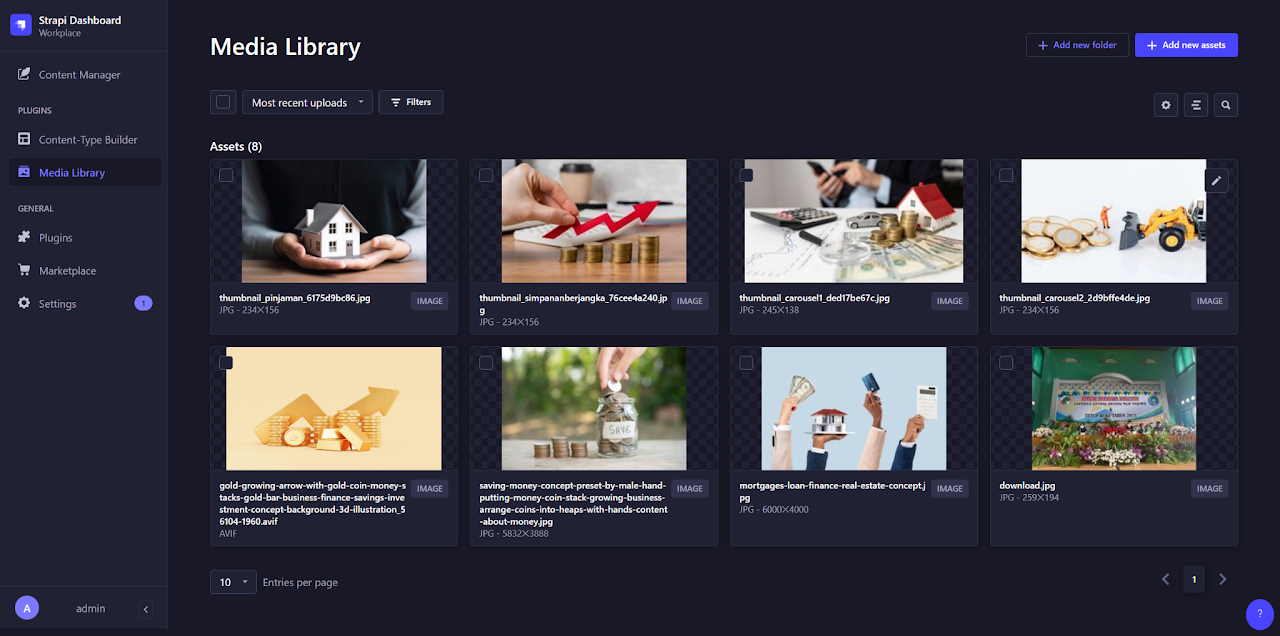 Strapi Dashboard
Workplace
Content Manager
PLUGINS
Content-Type Builder
Media Library
GENERAL
Plugins
Marketplace
Settings
1
A
admin
Media Library
Add new folder
Add new assets
Most recent uploads
Filters
Assets (8)
thumbnail_pinjaman_6175d9bc86.jpg
IMAGE
JPG - 234✕156
thumbnail_simpananberjangka_76cee4a240.jp
g
IMAGE
JPG - 234✕156
thumbnail_carousel1_ded17be67c.jpg
IMAGE
JPG - 245✕138
thumbnail_carousel2_2d9bffe4de.jpg
IMAGE
JPG - 234✕156
gold-growing-arrow-with-gold-coin-money-s
tacks-gold-bar-business-finance-savings-inve
stment-concept-background-3d-illustration_5
6104-1960.avif
IMAGE
AVIF
SAVE
saving-money-concept-preset-by-male-hand-
putting-money-coin-stack-growing-business-
arrange-coins-into-heaps-with-hands-content
-about-money.jpg
IMAGE
JPG - 5832✕3888
mortgages-loan-finance-real-estate-concept.j
pg
IMAGE
JPG - 6000✕4000
download.jpg
IMAGE
JPG - 259✕194
10
Entries per page
1
?